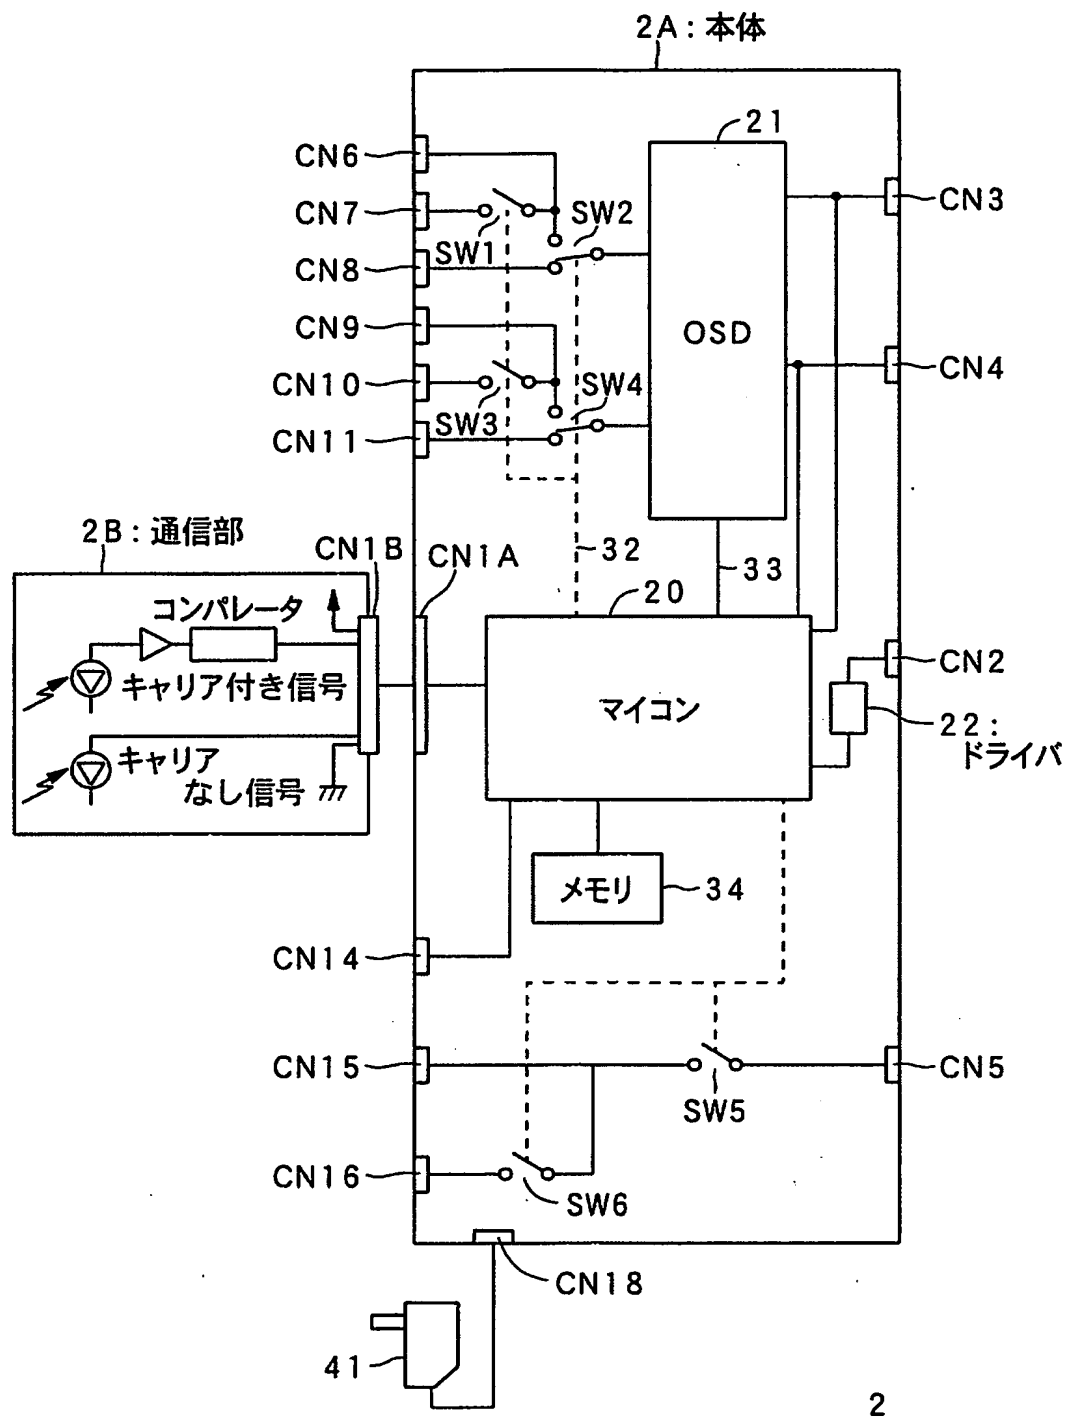 2A:本体
21
CN6
CN7
SW1
SW2
CN8
CN3
CN9
OSD
CN10
SW3
SW4
CN4
CN11
2B:通信部
CN1B
CN1A
32
33
20
コンパレータ
キャリア付き信号
キャリア
なし信号
マイコン
CN2
22:
ドライバ
メモリ
34
CN14
CN15
SW5
CN5
CN16
SW6
CN18
41
2